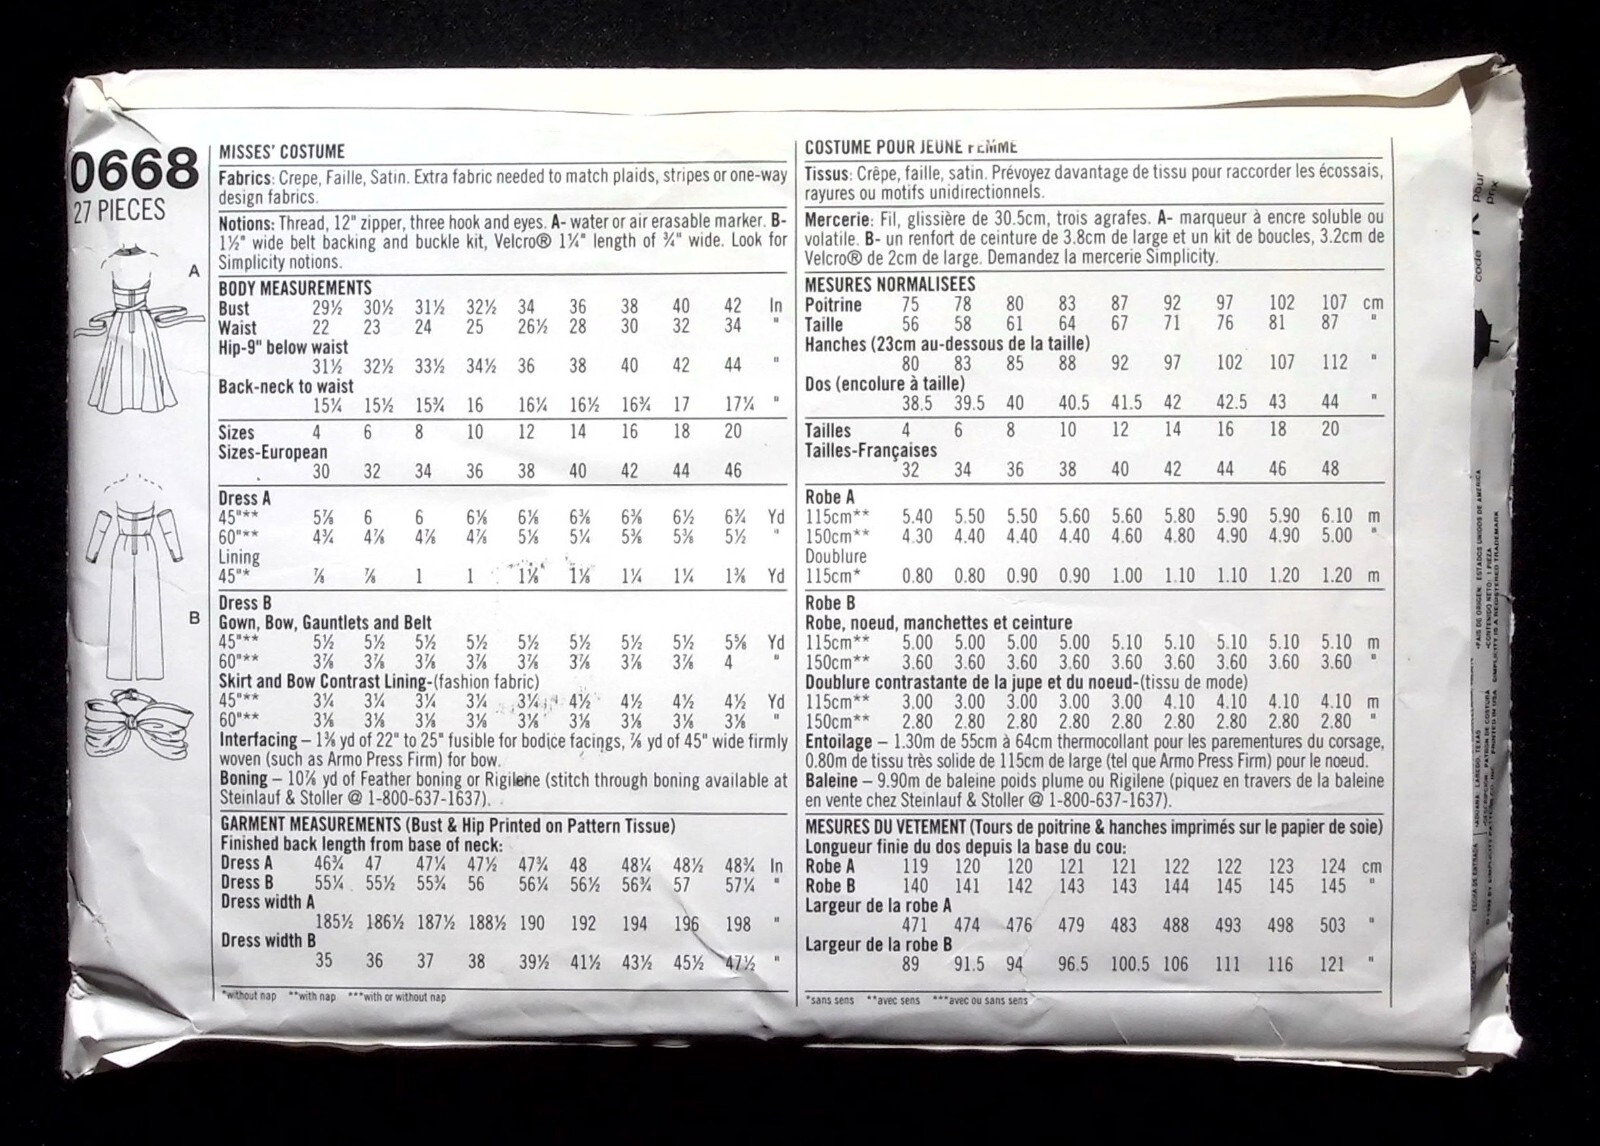 0668
27 PIECES
A
B
MISSES' COSTUME
Fabrics: Crepe, Faille, Satin. Extra fabric needed to match plaids, stripes or one-way
design fabrics.
Notions: Thread, 12" zipper, three hook and eyes. A- water or air erasable marker. B-
1½" wide belt backing and buckle kit, Velcro® 1¼" length of ¾" wide. Look for
Simplicity notions.
BODY MEASUREMENTS
Bust 29½ 30½ 31½ 32½ 34 36 38 40 42 In
Waist 22 23 24 25 26½ 28 30 32 34 "
Hip-9" below waist
31½ 32½ 33½ 34½ 36 38 40 42 44 "
Back-neck to waist
15¼ 15½ 15¾ 16 16¼ 16½ 16¾ 17 17¼ "
Sizes 4 6 8 10 12 14 16 18 20
Sizes-European
30 32 34 36 38 40 42 44 46
Dress A
45"** 5⅞ 6 6 6⅛ 6⅛ 6⅜ 6⅜ 6½ 6¾ Yd
60"** 4¾ 4⅞ 4⅞ 4⅞ 5⅛ 5¼ 5⅜ 5⅜ 5½ "
Lining
45"* ⅞ ⅞ 1 1 1⅛ 1⅛ 1¼ 1¼ 1⅜ Yd
Dress B
Gown, Bow, Gauntlets and Belt
45"** 5½ 5½ 5½ 5½ 5½ 5½ 5½ 5½ 5⅝ Yd
60"** 3⅞ 3⅞ 3⅞ 3⅞ 3⅞ 3⅞ 3⅞ 3⅞ 4 "
Skirt and Bow Contrast Lining-(fashion fabric)
45"** 3¼ 3¼ 3¼ 3¼ 3¼ 4½ 4½ 4½ 4½ Yd
60"** 3⅛ 3⅛ 3⅛ 3⅛ 3⅛ 3⅛ 3⅛ 3⅛ 3⅛ "
Interfacing – 1⅜ yd of 22" to 25" fusible for bodice facings, ⅞ yd of 45" wide firmly
woven (such as Armo Press Firm) for bow.
Boning – 10⅞ yd of Feather boning or Rigilene (stitch through boning available at
Steinlauf & Stoller @ 1-800-637-1637).
GARMENT MEASUREMENTS (Bust & Hip Printed on Pattern Tissue)
Finished back length from base of neck:
Dress A 46¾ 47 47¼ 47½ 47¾ 48 48¼ 48½ 48¾ In
Dress B 55¼ 55½ 55¾ 56 56¼ 56½ 56¾ 57 57¼ "
Dress width A
185½ 186½ 187½ 188½ 190 192 194 196 198 "
Dress width B
35 36 37 38 39½ 41½ 43½ 45½ 47½ "
*without nap **with nap ***with or without nap
COSTUME POUR JEUNE FEMME
Tissus: Crêpe, faille, satin. Prévoyez davantage de tissu pour raccorder les écossais,
rayures ou motifs unidirectionnels.
Mercerie: Fil, glissière de 30.5cm, trois agrafes. A- marqueur à encre soluble ou
volatile. B- un renfort de ceinture de 3.8cm de large et un kit de boucles, 3.2cm de
Velcro® de 2cm de large. Demandez la mercerie Simplicity.
MESURES NORMALISEES
Poitrine 75 78 80 83 87 92 97 102 107 cm
Taille 56 58 61 64 67 71 76 81 87 "
Hanches (23cm au-dessous de la taille)
80 83 85 88 92 97 102 107 112 "
Dos (encolure à taille)
38.5 39.5 40 40.5 41.5 42 42.5 43 44 "
Tailles 4 6 8 10 12 14 16 18 20
Tailles-Françaises
32 34 36 38 40 42 44 46 48
Robe A
115cm** 5.40 5.50 5.50 5.60 5.60 5.80 5.90 5.90 6.10 m
150cm** 4.30 4.40 4.40 4.40 4.60 4.80 4.90 4.90 5.00 "
Doublure
115cm* 0.80 0.80 0.90 0.90 1.00 1.10 1.10 1.20 1.20 m
Robe B
Robe, noeud, manchettes et ceinture
115cm** 5.00 5.00 5.00 5.00 5.10 5.10 5.10 5.10 5.10 m
150cm** 3.60 3.60 3.60 3.60 3.60 3.60 3.60 3.60 3.60 "
Doublure contrastante de la jupe et du noeud-(tissu de mode)
115cm** 3.00 3.00 3.00 3.00 3.00 4.10 4.10 4.10 4.10 m
150cm** 2.80 2.80 2.80 2.80 2.80 2.80 2.80 2.80 2.80 "
Entoilage – 1.30m de 55cm à 64cm thermocollant pour les parementures du corsage,
0.80m de tissu très solide de 115cm de large (tel que Armo Press Firm) pour le noeud.
Baleine – 9.90m de baleine poids plume ou Rigilene (piquez en travers de la baleine
en vente chez Steinlauf & Stoller @ 1-800-637-1637).
MESURES DU VETEMENT (Tours de poitrine & hanches imprimés sur le papier de soie)
Longueur finie du dos depuis la base du cou:
Robe A 119 120 120 121 121 122 122 123 124 cm
Robe B 140 141 142 143 143 144 145 145 145 "
Largeur de la robe A
471 474 476 479 483 488 493 498 503 "
Largeur de la robe B
89 91.5 94 96.5 100.5 106 111 116 121 "
*sans sens **avec sens ***avec ou sans sens
Pour
Prix
code